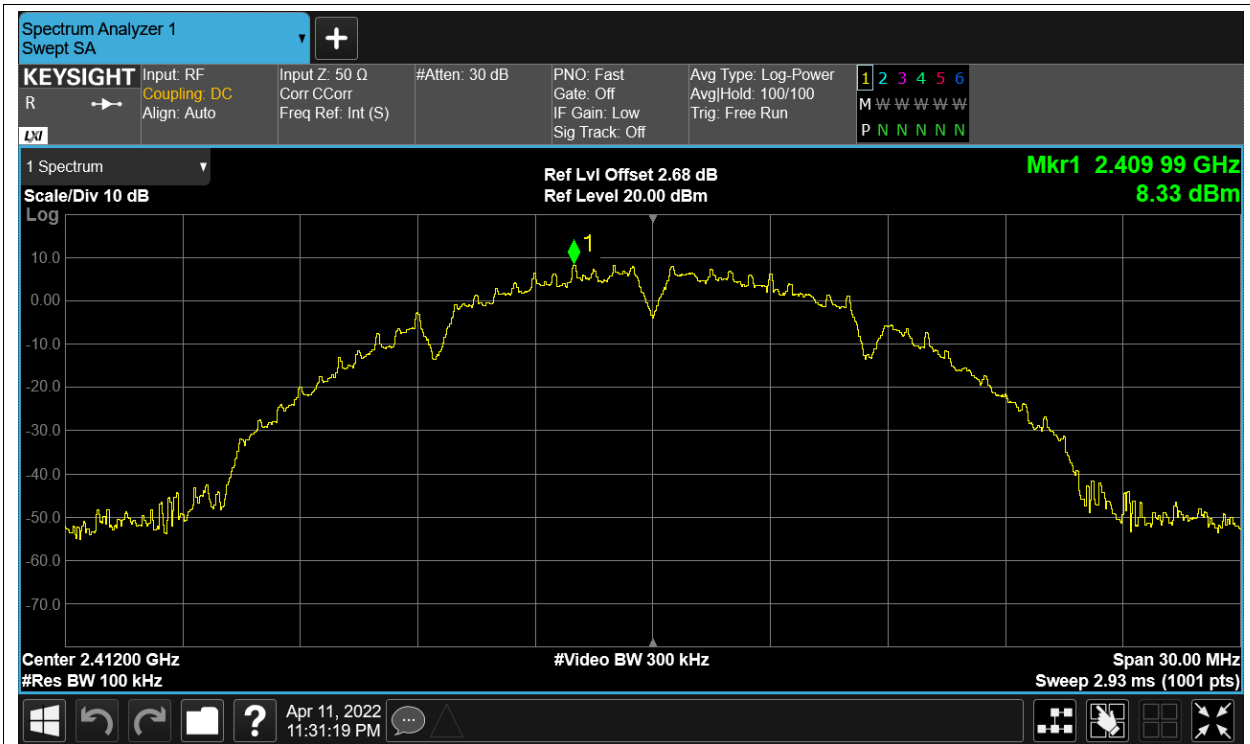 Spectrum Analyzer 1
Swept SA
+
KEYSIGHT
R
LXI
Input: RF
Coupling: DC
Align: Auto
Input Z: 50 Ω
Corr CCorr
Freq Ref: Int (S)
#Atten: 30 dB
PNO: Fast
Gate: Off
IF Gain: Low
Sig Track: Off
Avg Type: Log-Power
Avg|Hold: 100/100
Trig: Free Run
1 2 3 4 5 6
M W W W W W
P N N N N N
1 Spectrum
Scale/Div 10 dB
Log
Ref Lvl Offset 2.68 dB
Ref Level 20.00 dBm
Mkr1 2.409 99 GHz
8.33 dBm
1
10.0
0.00
-10.0
-20.0
-30.0
-40.0
-50.0
-60.0
-70.0
Center 2.41200 GHz
#Res BW 100 kHz
#Video BW 300 kHz
Span 30.00 MHz
Sweep 2.93 ms (1001 pts)
?
Apr 11, 2022
11:31:19 PM